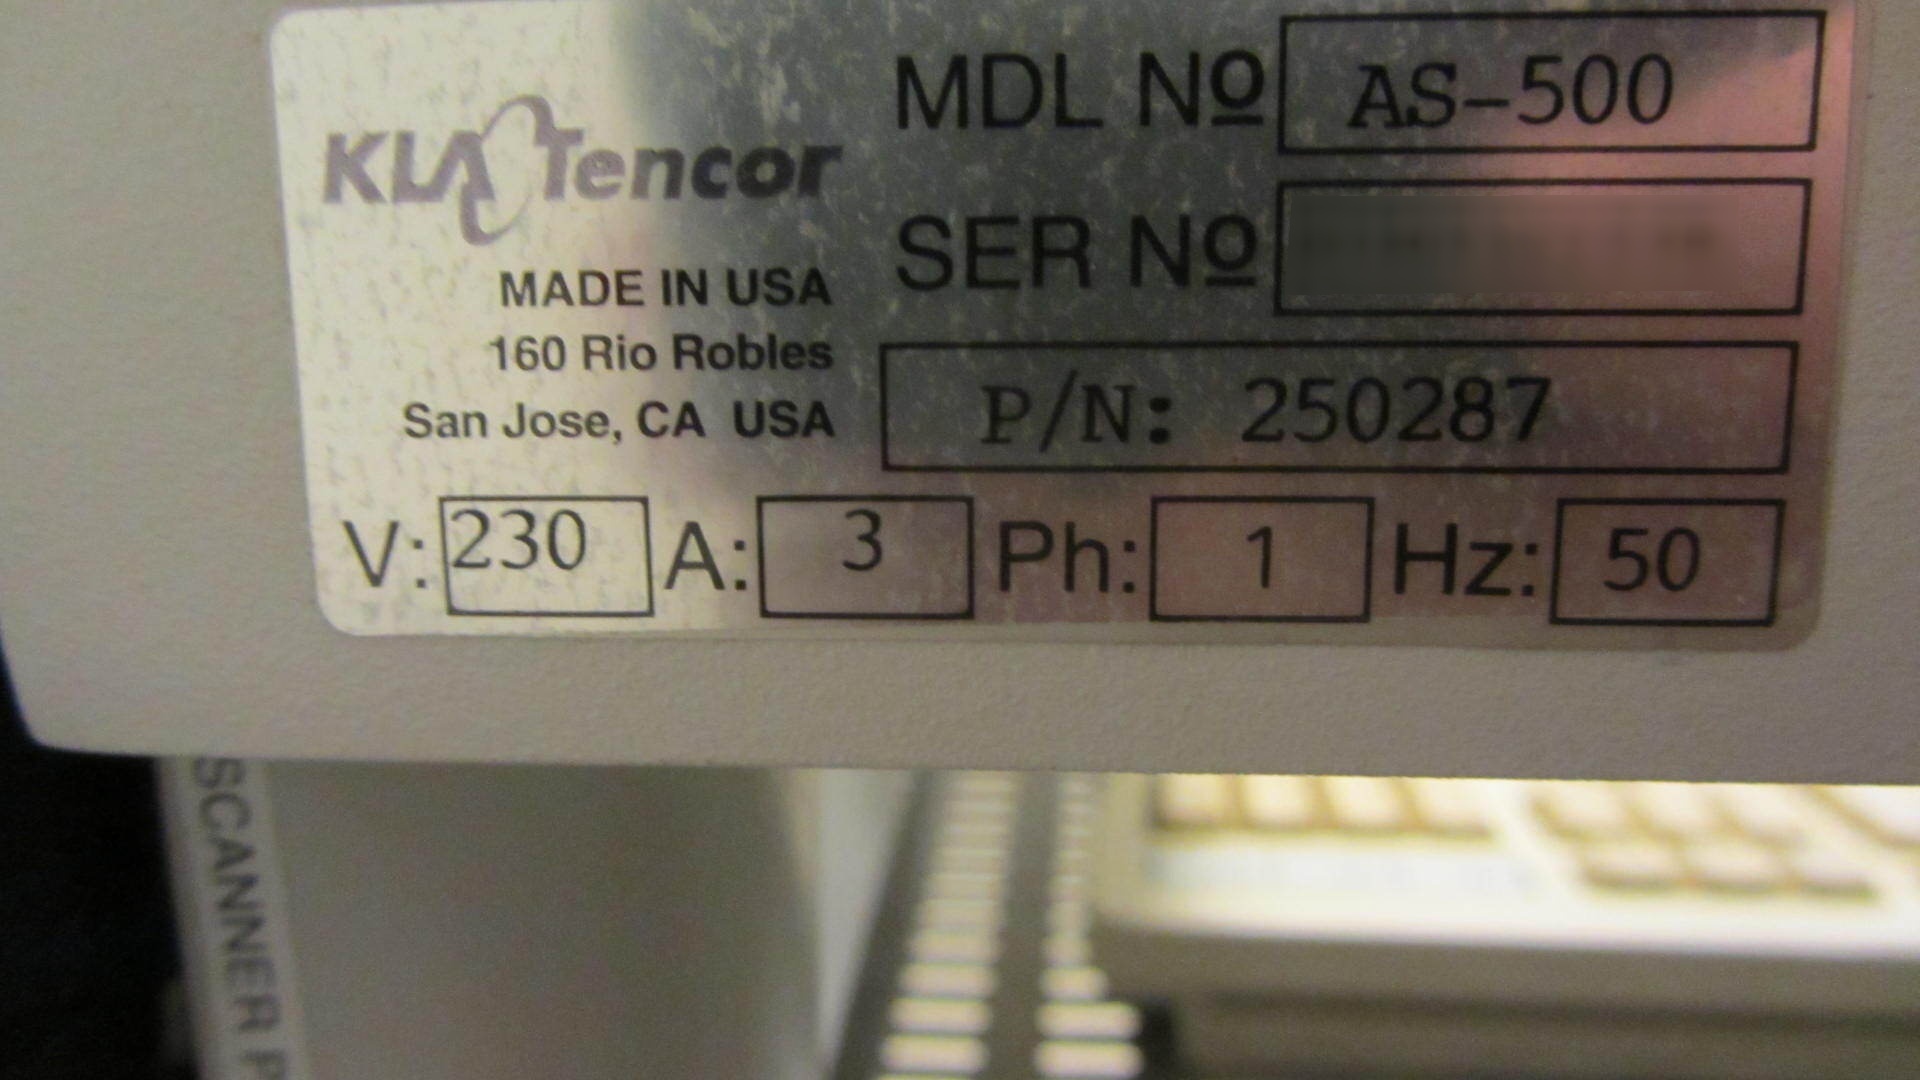 KLA Tencor
MADE IN USA
160 Rio Robles
San Jose, CA USA
MDL Nº AS-500
SER Nº
P/N: 250287
V: 230 A: 3 Ph: 1 Hz: 50
SCANNER P